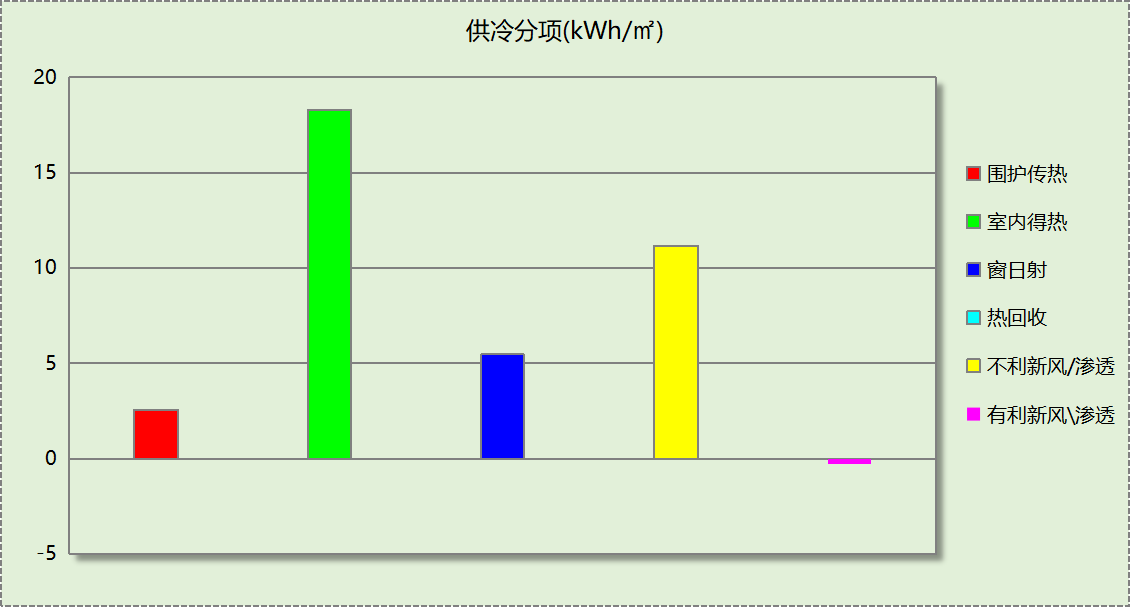 供冷分项(kWh/㎡)
20
15
10
5
0
-5
围护传热
室内得热
窗日射
热回收
不利新风/渗透
有利新风\渗透